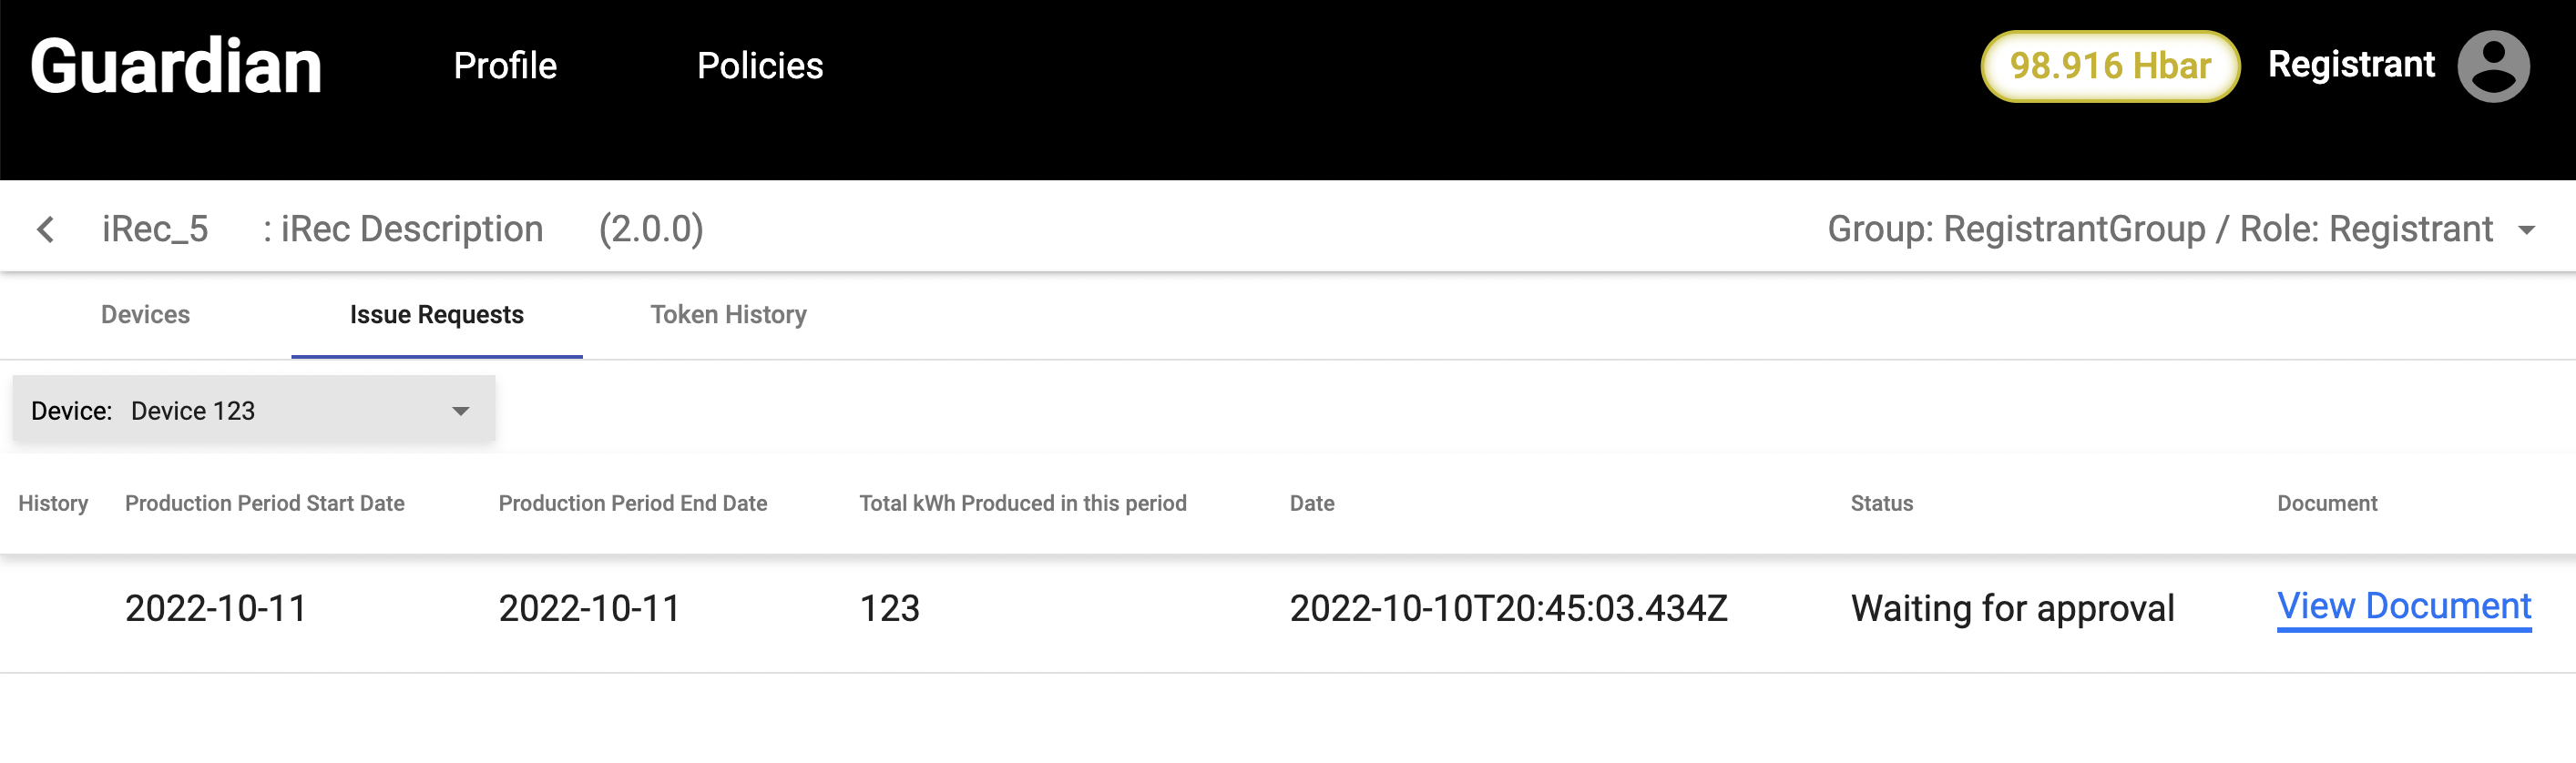 Guardian Profile Policies 98.916 Hbar Registrant
iRec_5 : iRec Description (2.0.0) Group: RegistrantGroup / Role: Registrant
Devices Issue Requests Token History
Device: Device 123
History Production Period Start Date Production Period End Date Total kWh Produced in this period Date Status Document
2022-10-11 2022-10-11 123 2022-10-10T20:45:03.434Z Waiting for approval View Document